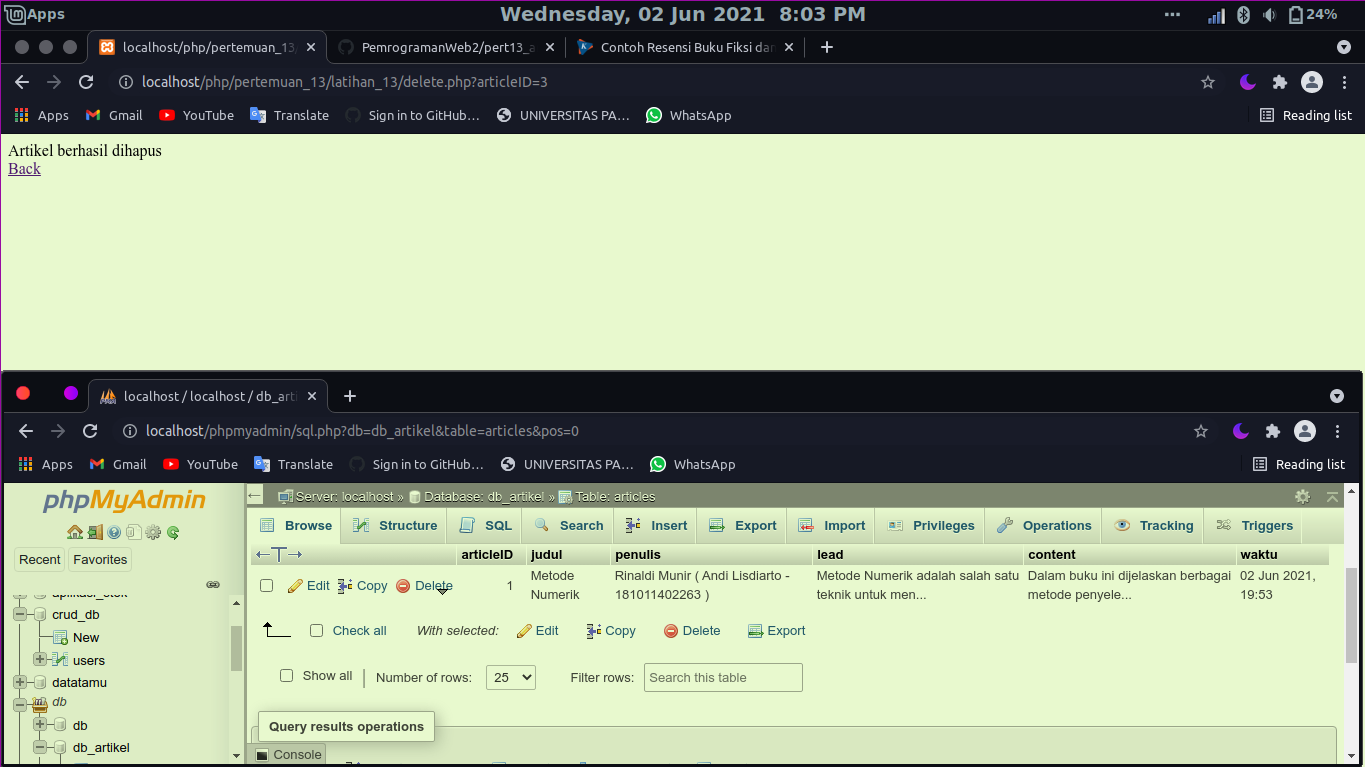 Apps
Wednesday, 02 Jun 2021 8:03 PM
24%
localhost/php/pertemuan_13/
PemrogramanWeb2/pert13_a
Contoh Resensi Buku Fiksi dan
localhost/php/pertemuan_13/latihan_13/delete.php?articleID=3
Apps Gmail YouTube Translate Sign in to GitHub... UNIVERSITAS PA... WhatsApp Reading list
Artikel berhasil dihapus
Back
localhost / localhost / db_arti
localhost/phpmyadmin/sql.php?db=db_artikel&table=articles&pos=0
Apps Gmail YouTube Translate Sign in to GitHub... UNIVERSITAS PA... WhatsApp Reading list
phpMyAdmin
Recent Favorites
aplikasi_stok
crud_db
New
users
datatamu
db
db
db_artikel
Server: localhost » Database: db_artikel » Table: articles
Browse Structure SQL Search Insert Export Import Privileges Operations Tracking Triggers
articleID judul penulis lead content waktu
Edit Copy Delete 1 Metode Rinaldi Munir ( Andi Lisdiarto - Metode Numerik adalah salah satu Dalam buku ini dijelaskan berbagai 02 Jun 2021,
Numerik 181011402263 ) teknik untuk men... metode penyele... 19:53
Check all With selected: Edit Copy Delete Export
Show all Number of rows: 25 Filter rows: Search this table
Query results operations
Console